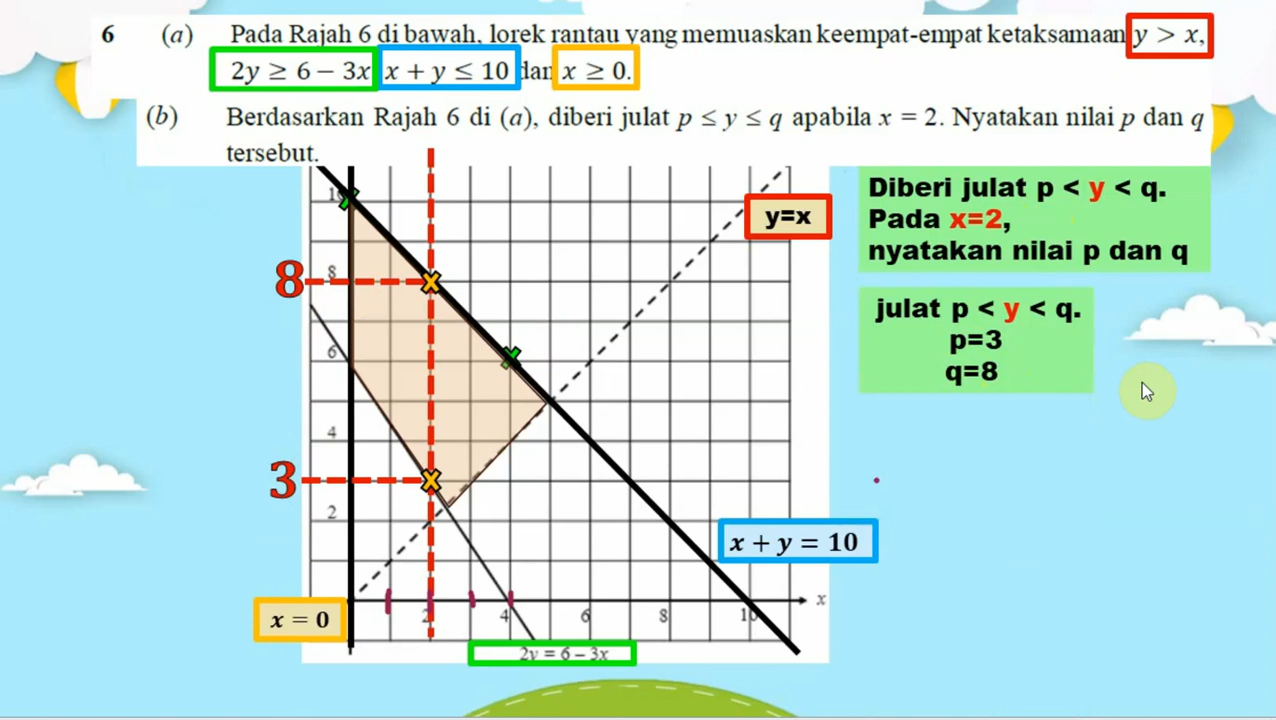 6 (a) Pada Rajah 6 di bawah, lorek rantau yang memuaskan keempat-empat ketaksamaan y > x,
2y ≥ 6 – 3x, x + y ≤ 10 dan x ≥ 0.
(b) Berdasarkan Rajah 6 di (a), diberi julat p ≤ y ≤ q apabila x = 2. Nyatakan nilai p dan q
tersebut.
Diberi julat p < y < q.
Pada x=2,
nyatakan nilai p dan q
10
y=x
8 8
julat p < y < q.
p=3
q=8
6
4
3
2
x + y = 10
x = 0
2 4 6 8 10 x
2y = 6 – 3x